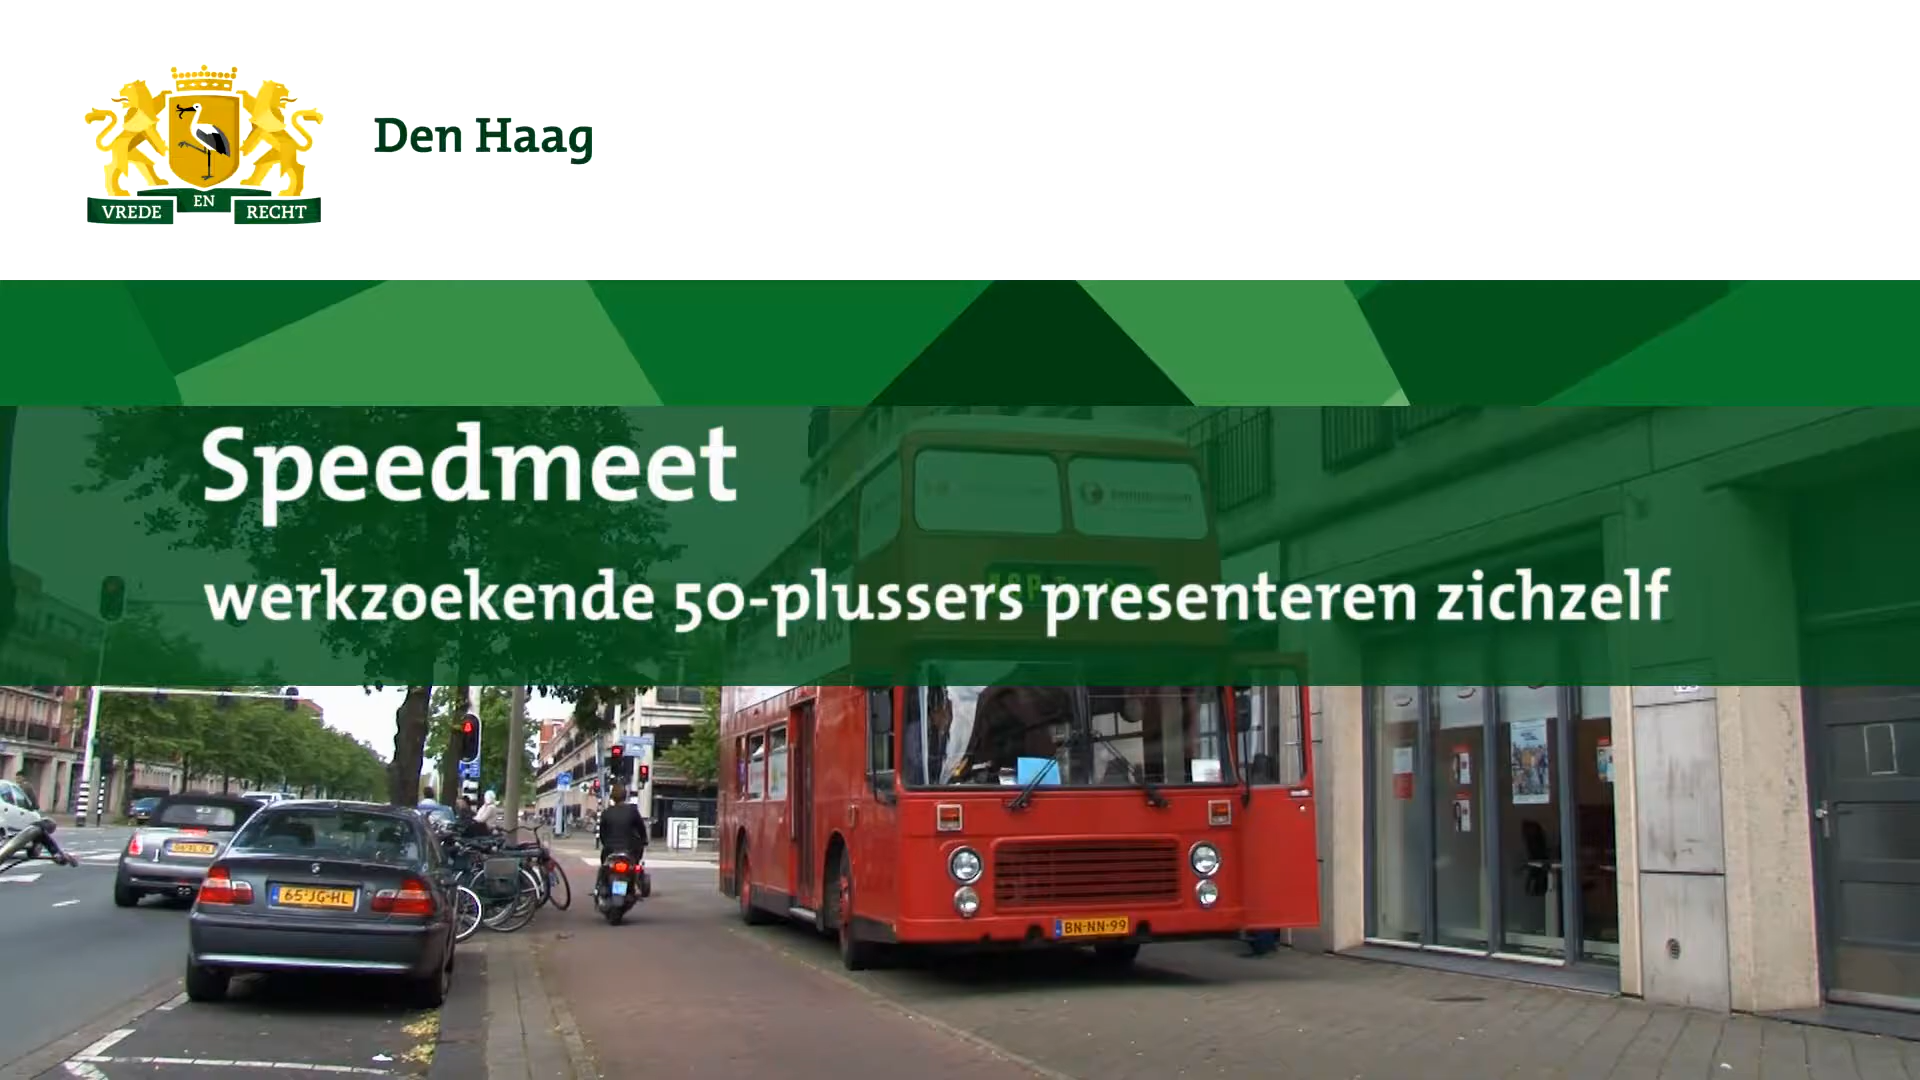 VREDE EN RECHT
Den Haag
Speedmeet
werkzoekende 50-plussers presenteren zichzelf
65-JG-HL
BN-NN-99